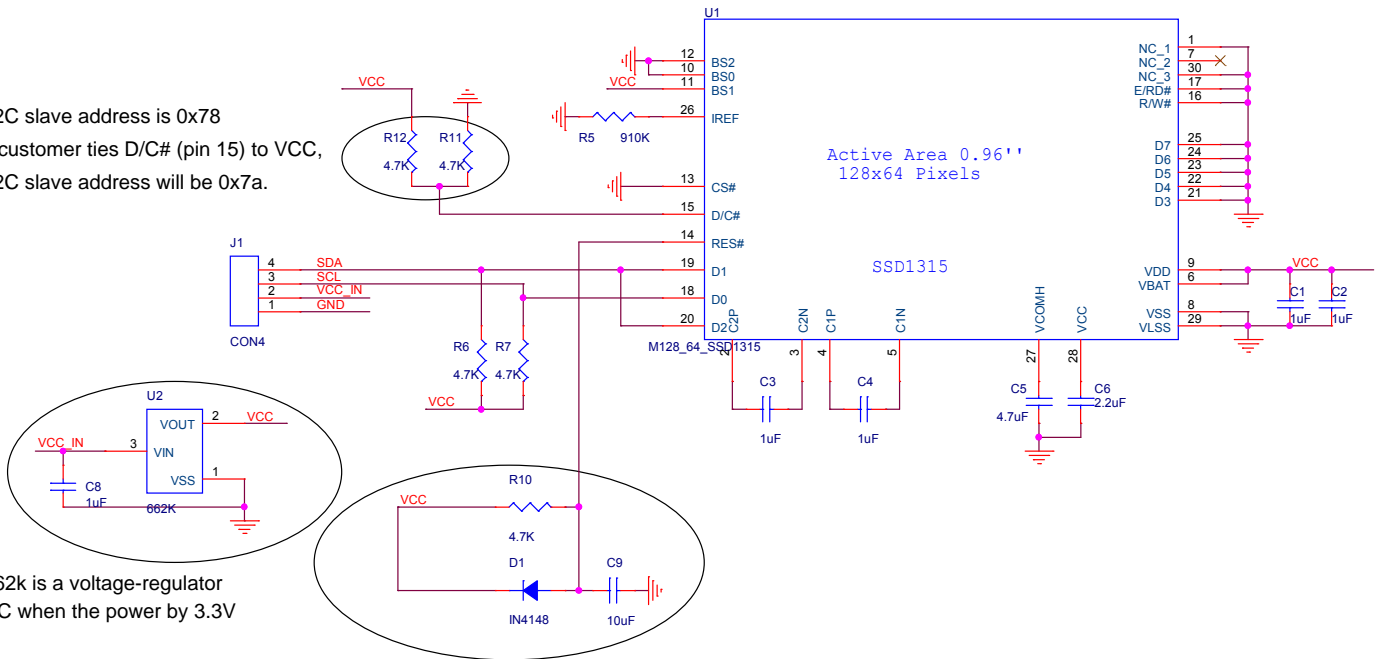 U1
12 BS2
10 BS0
VCC 11 BS1
26 IREF
R5 910K
13 CS#
15 D/C#
14 RES#
19 D1
18 D0
20 D2
NC_1 1
NC_2 7
NC_3 30
E/RD# 17
R/W# 16
D7 25
D6 24
D5 23
D4 22
D3 21
VDD 9
VBAT 6
VSS 8
VLSS 29
VCC
C1 C2
1uF 1uF
Active Area 0.96''
128x64 Pixels
SSD1315
C2P C2N C1P C1N VCOMH VCC
M128_64_SSD1315
2 3 4 5 27 28
C3
1uF
C4
1uF
C5
4.7uF
C6
2.2uF
VCC
R12 R11
4.7K 4.7K
2C slave address is 0x78
customer ties D/C# (pin 15) to VCC,
2C slave address will be 0x7a.
J1
4 SDA
3 SCL
2 VCC_IN
1 GND
CON4
R6 R7
4.7K 4.7K
VCC
U2
VOUT 2 VCC
VCC_IN 3 VIN
VSS 1
C8
1uF
662K
62k is a voltage-regulator
C when the power by 3.3V
R10
VCC
4.7K
D1
IN4148
C9
10uF